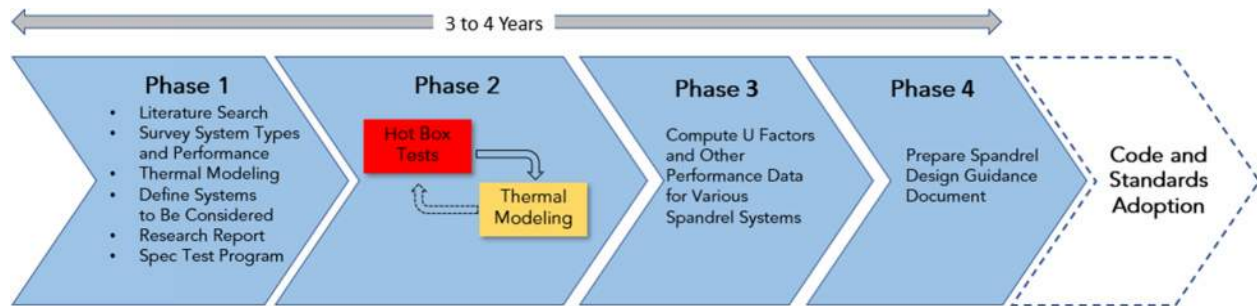 3 to 4 Years
Phase 1
• Literature Search
• Survey System Types
and Performance
• Thermal Modeling
• Define Systems
to Be Considered
• Research Report
• Spec Test Program
Phase 2
Hot Box
Tests
Thermal
Modeling
Phase 3
Compute U Factors
and Other
Performance Data
for Various
Spandrel Systems
Phase 4
Prepare Spandrel
Design Guidance
Document
Code and
Standards
Adoption